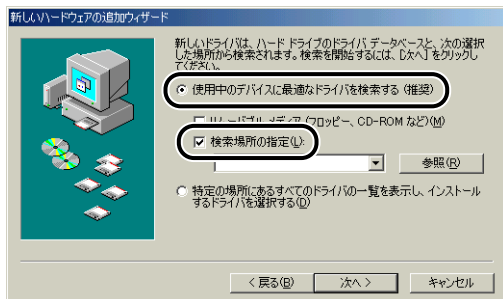 新しいハードウェアの追加ウィザード
新しいドライバは、ハード ドライブのドライバ データベースと、次の選択
した場所から検索されます。検索を開始するには、[次へ] をクリックし
てください。
使用中のデバイスに最適なドライバを検索する (推奨)
リムーバブル メディア (フロッピー、CD-ROM など)(M)
検索場所の指定(L):
参照(R)
特定の場所にあるすべてのドライバの一覧を表示し、インストール
するドライバを選択する(D)
< 戻る(B)
次へ >
キャンセル